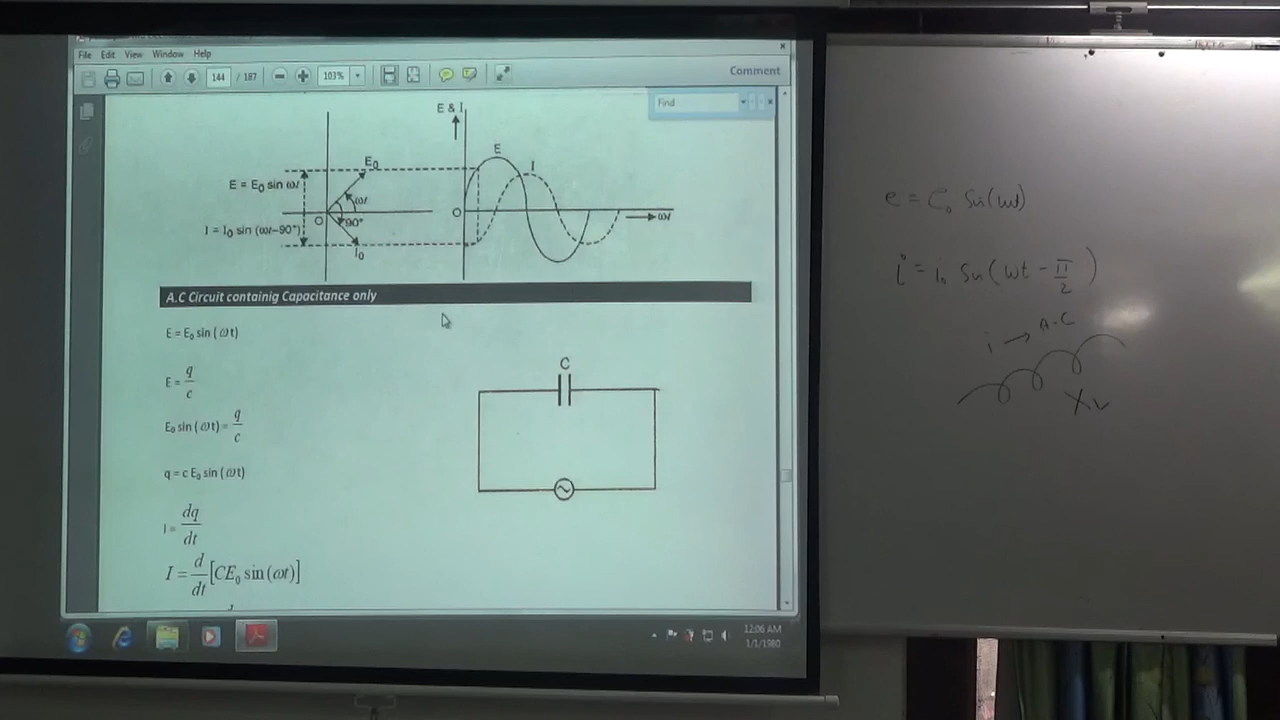 File Edit View Window Help
144 / 187 103% Comment
Find
E & I
E₀ E I
E = E₀ sin ωt ωt
O 90° O ωt
I = I₀ sin (ωt–90°) I₀
A.C Circuit containig Capacitance only
E = E₀ sin (ωt)
C
E = q/c
E₀ sin (ωt) = q/c
q = c E₀ sin (ωt)
I = dq/dt
I = d/dt [CE₀ sin (ωt)]
12:06 AM
1/1/1980
e = e₀ Sin(ωt)
i = i₀ Sin(ωt - π/2)
i → A.C
X